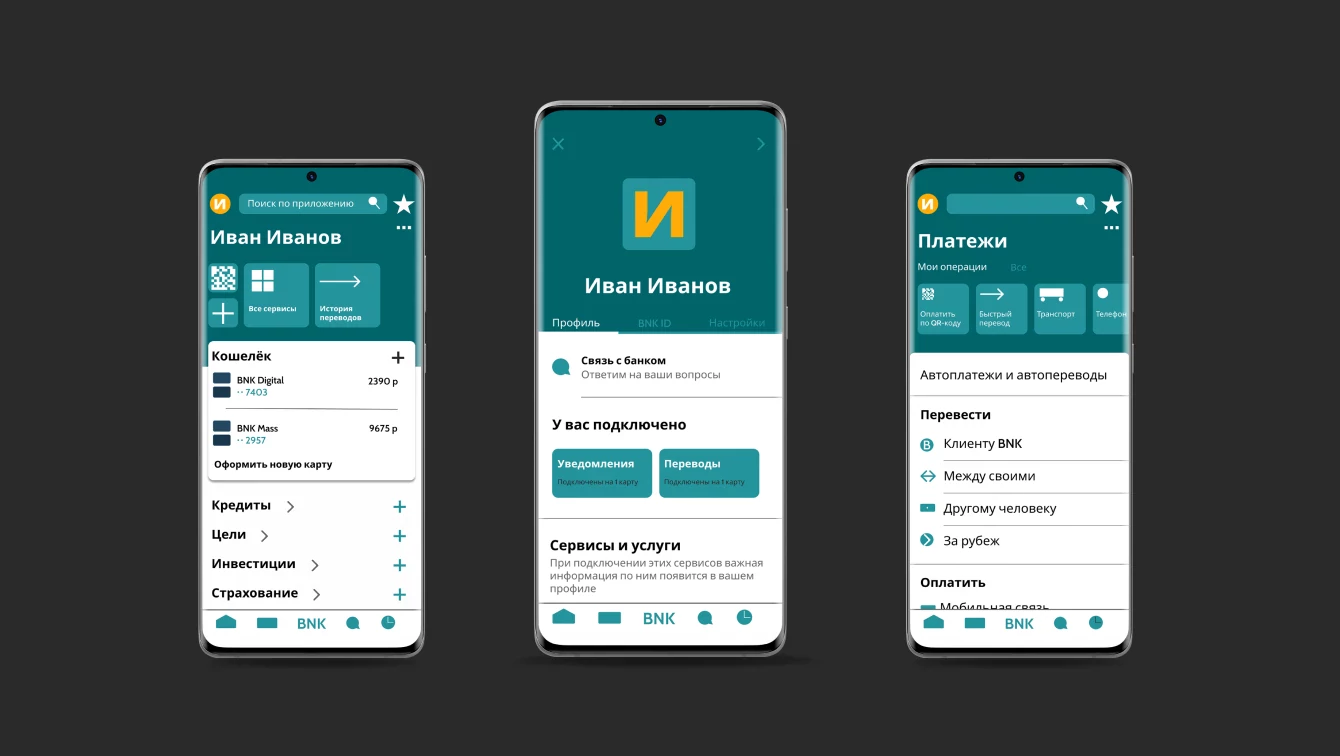 И
Поиск по приложению
Иван Иванов
Все сервисы
История
переводов
Кошелёк
BNK Digital
2390 р
·· 7403
BNK Mass
9675 р
·· 2957
Оформить новую карту
Кредиты
Цели
Инвестиции
Страхование
BNK
И
Иван Иванов
Профиль
BNK ID
Настройки
Связь с банком
Ответим на ваши вопросы
У вас подключено
Уведомления
Подключены на 1 карту
Переводы
Подключены на 1 карту
Сервисы и услуги
При подключении этих сервисов важная
информация по ним появится в вашем
профиле
BNK
И
Платежи
Мои операции
Все
Оплатить
по QR-коду
Быстрый
перевод
Транспорт
Телефон
Автоплатежи и автопереводы
Перевести
В
Клиенту BNK
Между своими
Другому человеку
За рубеж
Оплатить
Мобильная связь
BNK